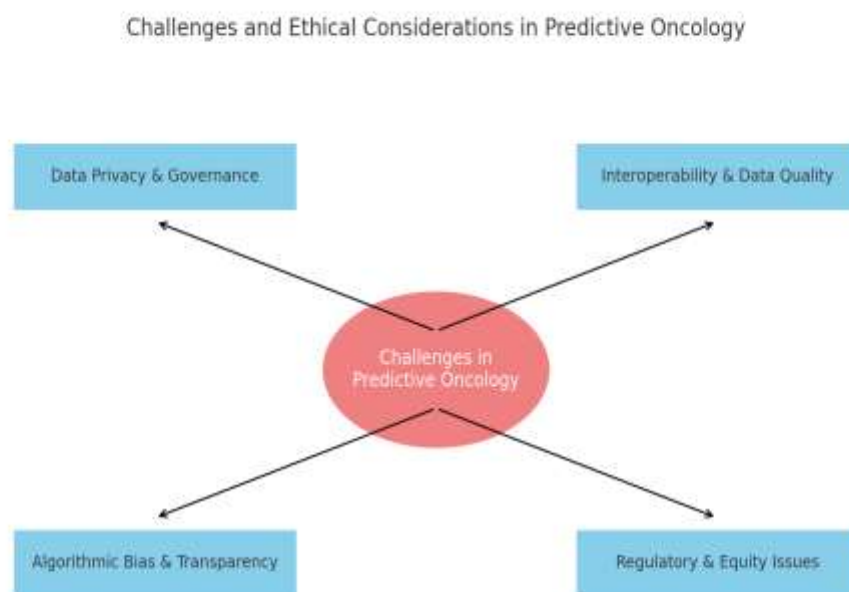 Challenges and Ethical Considerations in Predictive Oncology
Data Privacy & Governance
Interoperability & Data Quality
Challenges in
Predictive Oncology
Algorithmic Bias & Transparency
Regulatory & Equity Issues